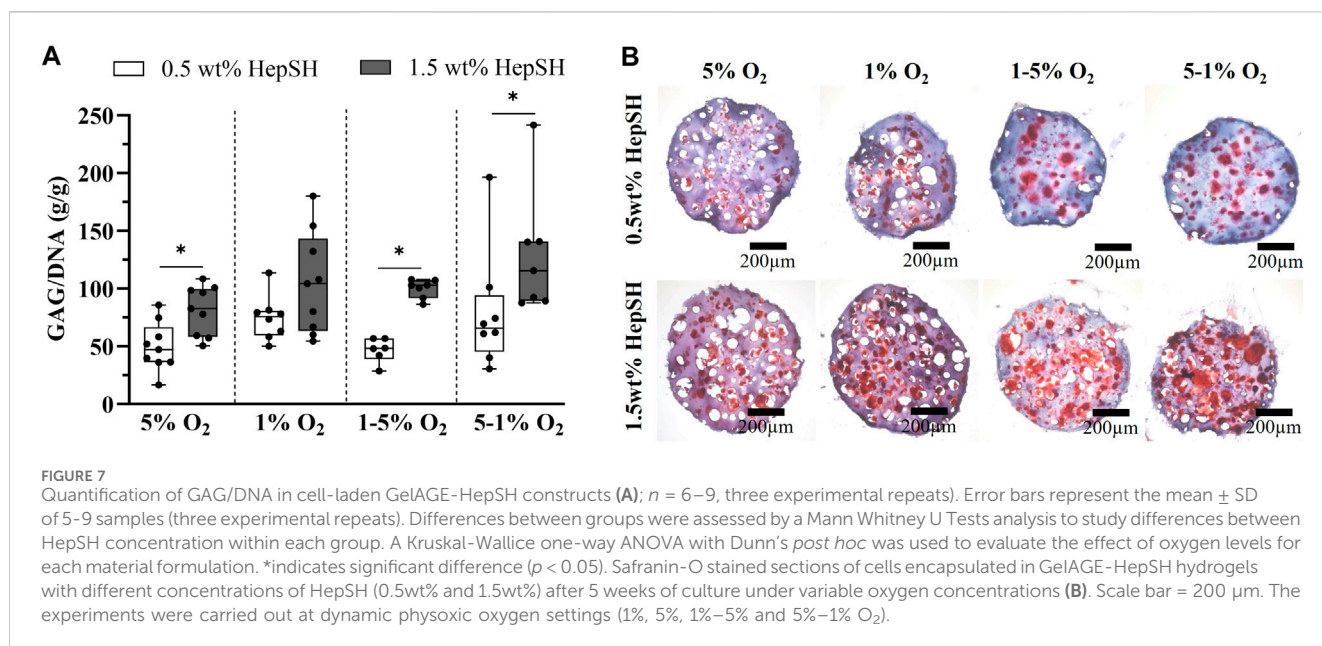 A
0.5 wt% HepSH 1.5 wt% HepSH
GAG/DNA (g/g)
250
200
150
100
50
0
* * *
5% O₂ 1% O₂ 1-5% O₂ 5-1% O₂
B
5% O₂ 1% O₂ 1-5% O₂ 5-1% O₂
0.5wt% HepSH
200µm 200µm 200µm 200µm
1.5wt% HepSH
200µm 200µm 200µm 200µm
FIGURE 7
Quantification of GAG/DNA in cell-laden GelAGE-HepSH constructs (A); n = 6–9, three experimental repeats). Error bars represent the mean ± SD
of 5-9 samples (three experimental repeats). Differences between groups were assessed by a Mann Whitney U Tests analysis to study differences between
HepSH concentration within each group. A Kruskal-Wallice one-way ANOVA with Dunn's post hoc was used to evaluate the effect of oxygen levels for
each material formulation. *indicates significant difference (p < 0.05). Safranin-O stained sections of cells encapsulated in GelAGE-HepSH hydrogels
with different concentrations of HepSH (0.5wt% and 1.5wt%) after 5 weeks of culture under variable oxygen concentrations (B). Scale bar = 200 µm. The
experiments were carried out at dynamic physoxic oxygen settings (1%, 5%, 1%–5% and 5%–1% O₂).